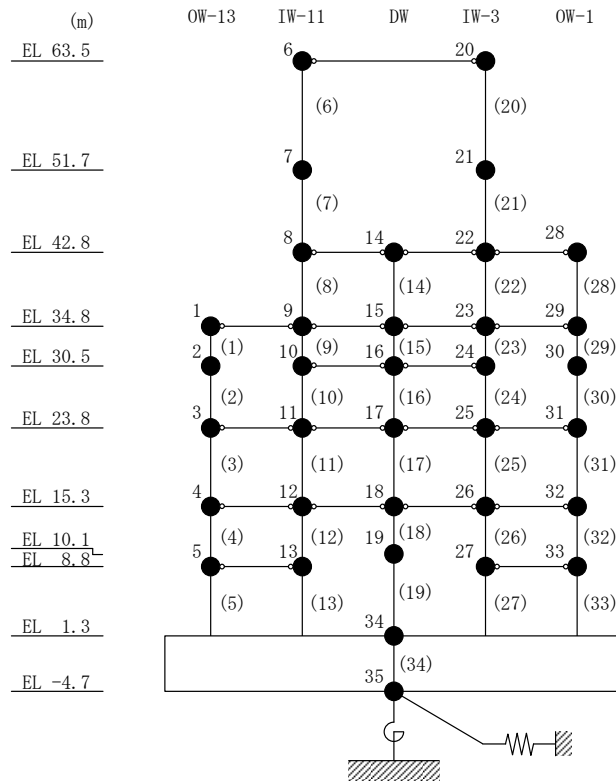 (m) OW-13 IW-11 DW IW-3 OW-1
EL 63.5 6 20
(6) (20)
EL 51.7 7 21
(7) (21)
EL 42.8 8 14 22 28
(8) (14) (22) (28)
EL 34.8 1 9 15 23 29
(1) (9) (15) (23) (29)
EL 30.5 2 10 16 24 30
(2) (10) (16) (24) (30)
EL 23.8 3 11 17 25 31
(3) (11) (17) (25) (31)
EL 15.3 4 12 18 26 32
(4) (12) (18) (26) (32)
EL 10.1 19
EL 8.8 5 13 27 33
(5) (13) (19) (27) (33)
EL 1.3 34
(34)
EL -4.7 35